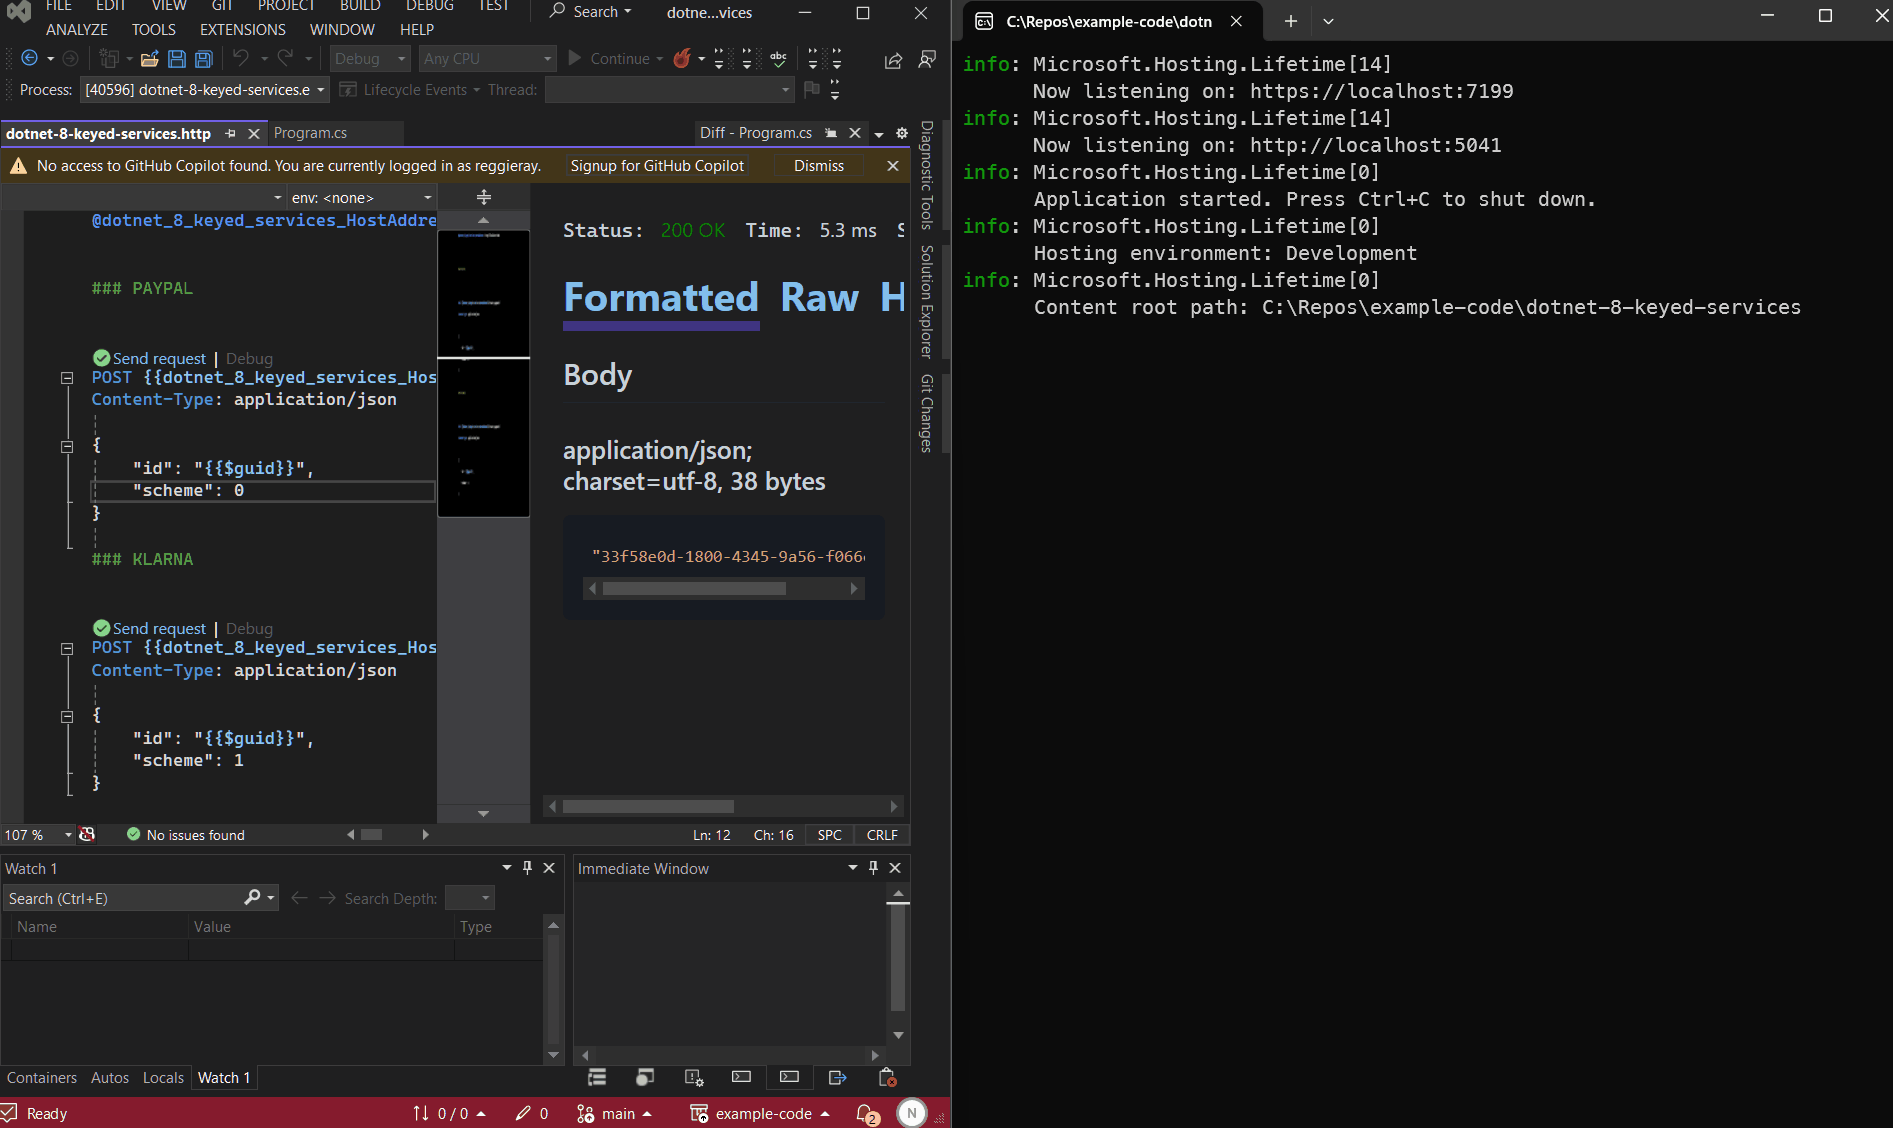 FILE EDIT VIEW GIT PROJECT BUILD DEBUG TEST Search dotne...vices
ANALYZE TOOLS EXTENSIONS WINDOW HELP
Debug Any CPU Continue
Process: [40596] dotnet-8-keyed-services.e Lifecycle Events Thread:
dotnet-8-keyed-services.http Program.cs Diff - Program.cs
No access to GitHub Copilot found. You are currently logged in as reggieray. Signup for GitHub Copilot Dismiss
env: <none>
@dotnet_8_keyed_services_HostAddre
### PAYPAL
Send request | Debug
POST {{dotnet_8_keyed_services_Hos
Content-Type: application/json
{
"id": "{{$guid}}",
"scheme": 0
}
### KLARNA
Send request | Debug
POST {{dotnet_8_keyed_services_Hos
Content-Type: application/json
{
"id": "{{$guid}}",
"scheme": 1
}
Status: 200 OK Time: 5.3 ms S
Formatted Raw H
Body
application/json;
charset=utf-8, 38 bytes
"33f58e0d-1800-4345-9a56-f066
Diagnostic Tools
Solution Explorer
Git Changes
107 % No issues found Ln: 12 Ch: 16 SPC CRLF
Watch 1
Search (Ctrl+E) Search Depth:
Name Value Type
Immediate Window
Containers Autos Locals Watch 1
Ready 0 / 0 0 main example-code 2 N
C:\Repos\example-code\dotn
info: Microsoft.Hosting.Lifetime[14]
Now listening on: https://localhost:7199
info: Microsoft.Hosting.Lifetime[14]
Now listening on: http://localhost:5041
info: Microsoft.Hosting.Lifetime[0]
Application started. Press Ctrl+C to shut down.
info: Microsoft.Hosting.Lifetime[0]
Hosting environment: Development
info: Microsoft.Hosting.Lifetime[0]
Content root path: C:\Repos\example-code\dotnet-8-keyed-services